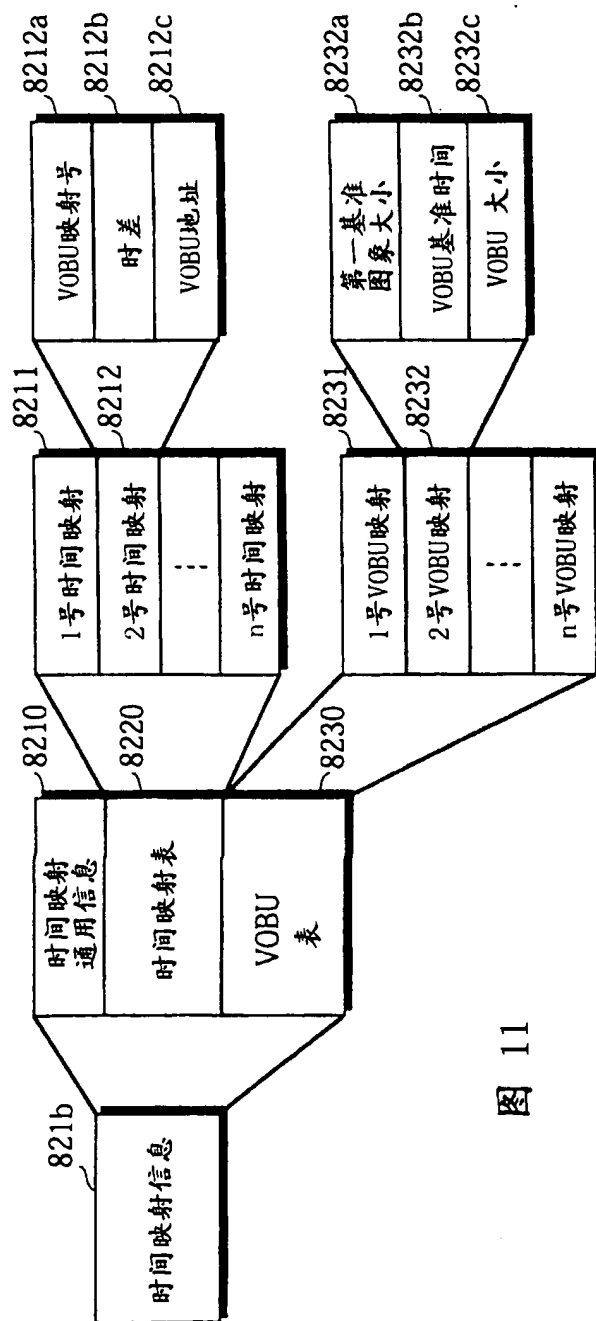 821b
时间映射信息
8210
时间映射
通用信息
8220
时间映射表
8230
VOBU
表
8211
1号时间映射
8212
2号时间映射
⋯
n号时间映射
8231
1号VOBU映射
8232
2号VOBU映射
⋯
n号VOBU映射
8212a
VOBU映射号
8212b
时差
8212c
VOBU地址
8232a
第一基准
图象大小
8232b
VOBU基准时间
8232c
VOBU 大小
图 11